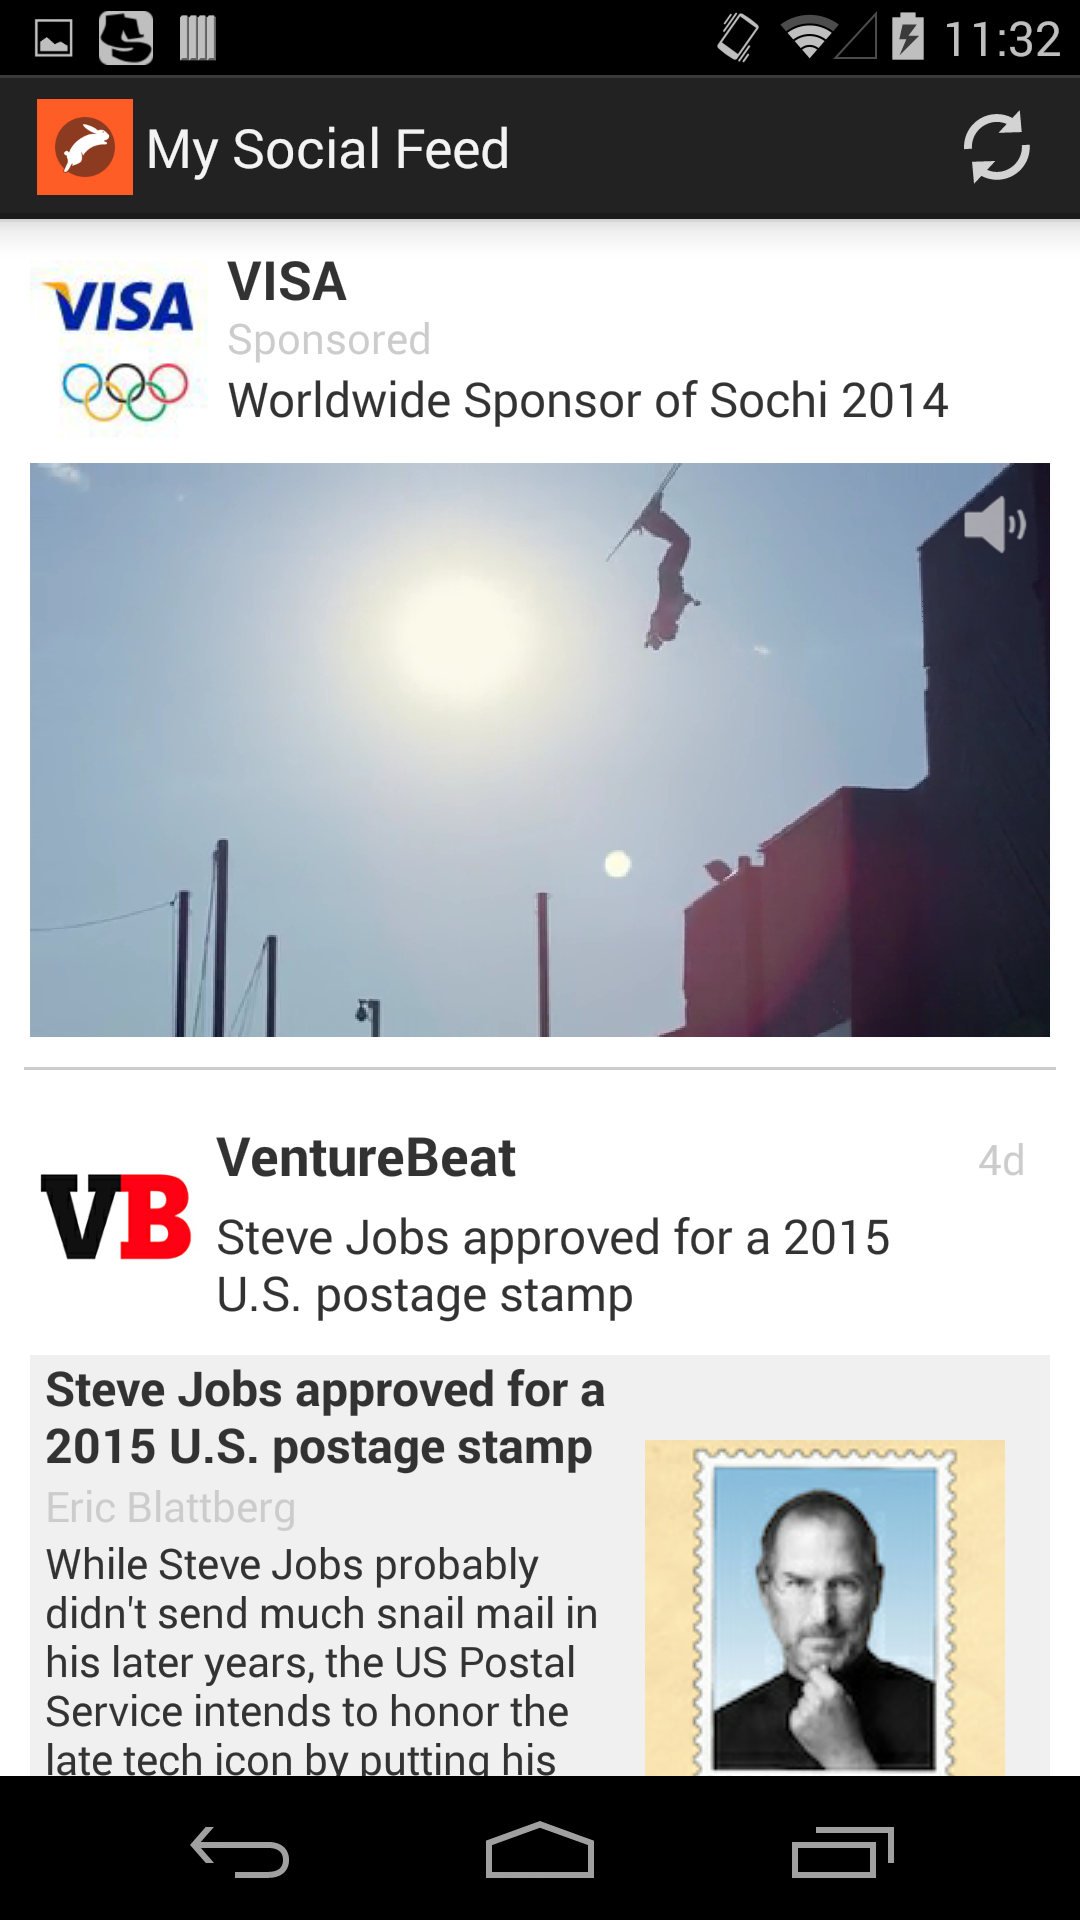 11:32
My Social Feed
VISA
VISA
Sponsored
Worldwide Sponsor of Sochi 2014
VentureBeat
4d
VB
Steve Jobs approved for a 2015
U.S. postage stamp
Steve Jobs approved for a
2015 U.S. postage stamp
Eric Blattberg
While Steve Jobs probably
didn't send much snail mail in
his later years, the US Postal
Service intends to honor the
late tech icon by putting his